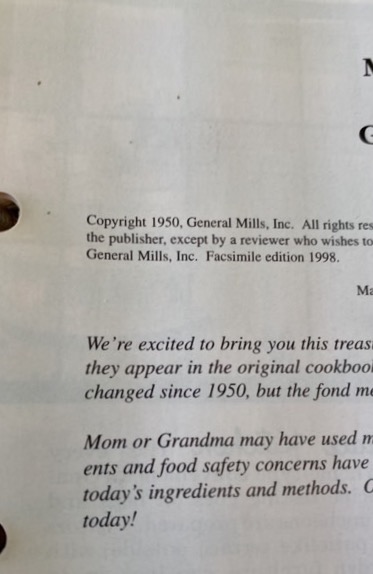 M
G
Copyright 1950, General Mills, Inc. All rights res
the publisher, except by a reviewer who wishes to
General Mills, Inc. Facsimile edition 1998.
Ma
We're excited to bring you this treas
they appear in the original cookbook
changed since 1950, but the fond me
Mom or Grandma may have used m
ents and food safety concerns have
today's ingredients and methods. O
today!